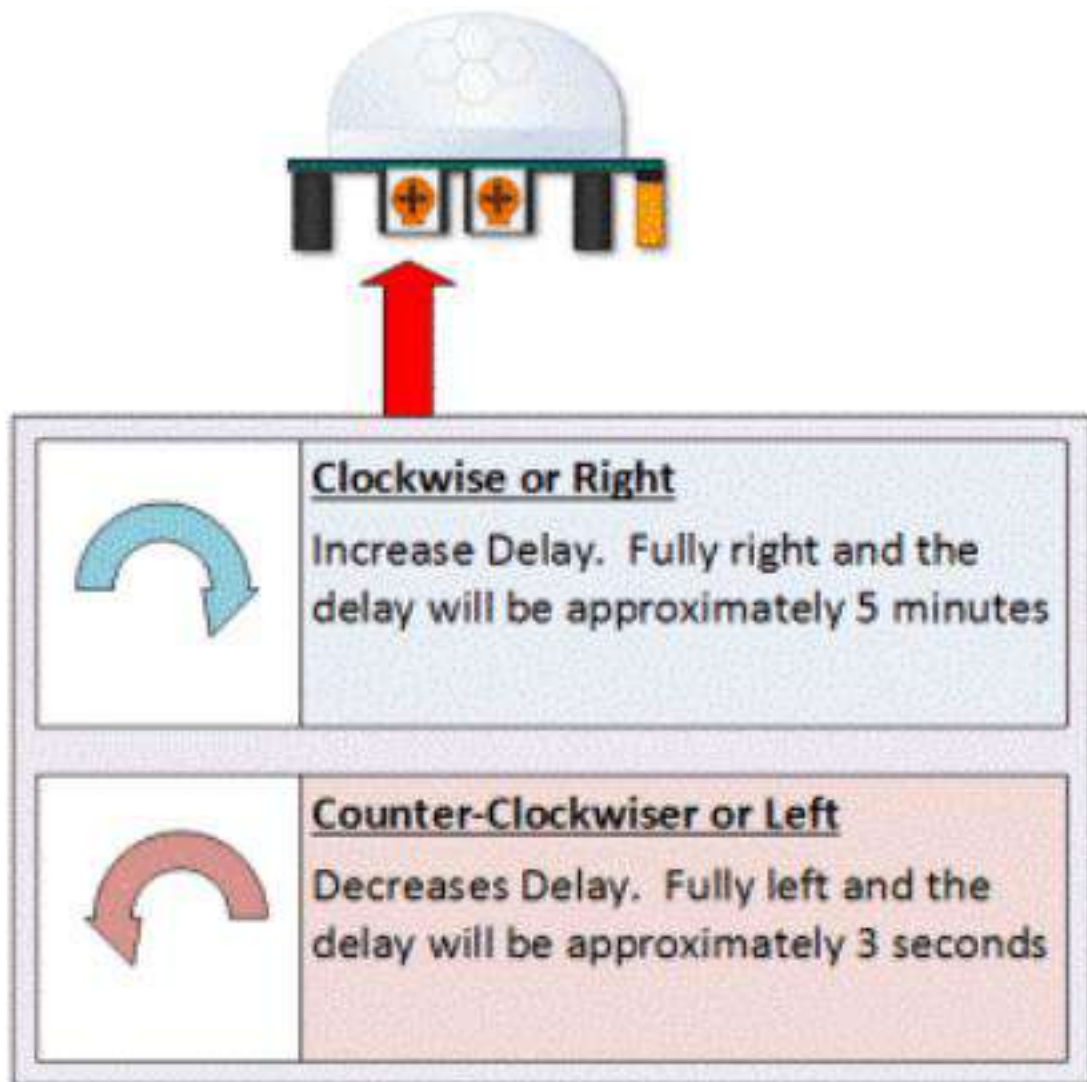 Clockwise or Right
Increase Delay.  Fully right and the
delay will be approximately 5 minutes
Counter-Clockwiser or Left
Decreases Delay.  Fully left and the
delay will be approximately 3 seconds